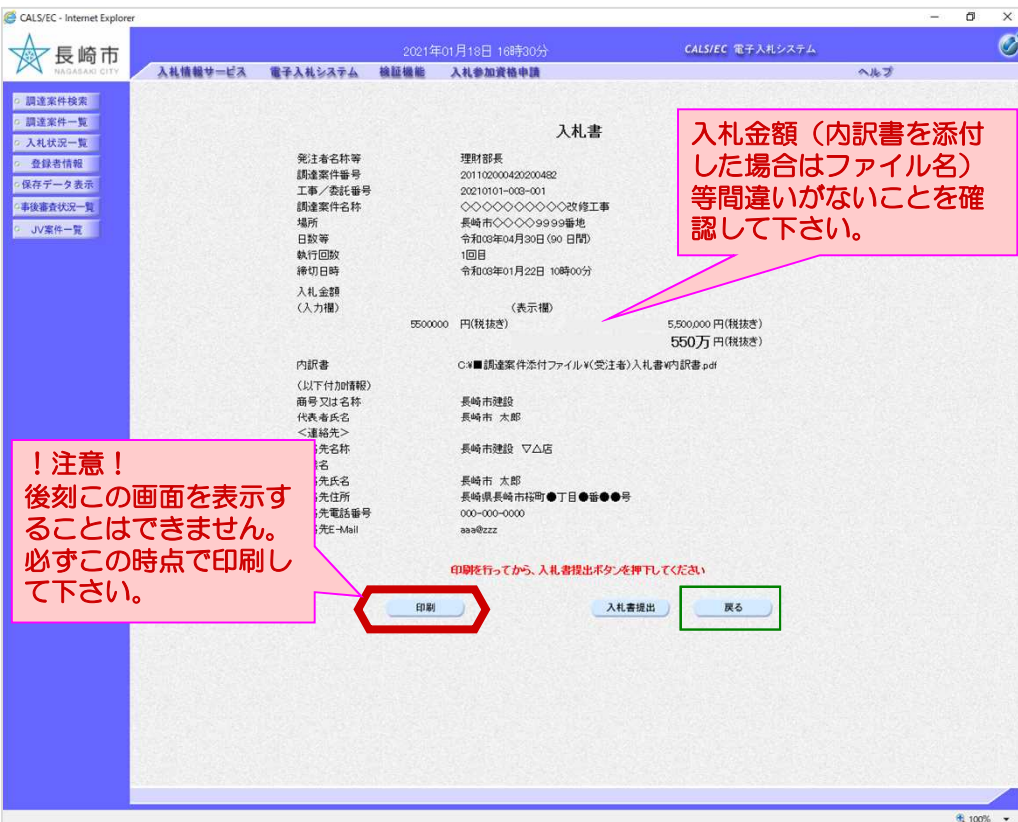 CALS/EC - Internet Explorer
長崎市
NAGASAKI CITY
2021年01月18日 16時30分
CALS/EC 電子入札システム
入札情報サービス 電子入札システム 検証機能 入札参加資格申請 ヘルプ
調達案件検索
調達案件一覧
入札状況一覧
登録者情報
保存データ表示
事後審査状況一覧
JV案件一覧
入札書
発注者名称等 理財部長
調達案件番号 201102000420200482
工事/委託番号 20210101-003-001
調達案件名称 ◇◇◇◇◇◇◇◇◇◇改修工事
場所 長崎市◇◇◇◇9999番地
日数等 令和03年04月30日(90 日間)
執行回数 1回目
締切日時 令和03年01月22日 10時00分
入札金額(内訳書を添付
した場合はファイル名)
等間違いがないことを確
認して下さい。
入札金額
(入力欄) (表示欄)
5500000 円(税抜き) 5,500,000 円(税抜き)
550万 円(税抜き)
内訳書 C:¥■調達案件添付ファイル¥(受注者)入札書¥内訳書.pdf
(以下付加情報)
商号又は名称 長崎市建設
代表者氏名 長崎市 太郎
<連絡先>
先名称 長崎市建設 ▽△店
名
先氏名 長崎市 太郎
先住所 長崎県長崎市桜町●丁目●番●●号
先電話番号 000-000-0000
先E-Mail aaa@zzz
!注意!
後刻この画面を表示す
ることはできません。
必ずこの時点で印刷し
て下さい。
印刷を行ってから、入札書提出ボタンを押下してください
印刷 入札書提出 戻る
100%